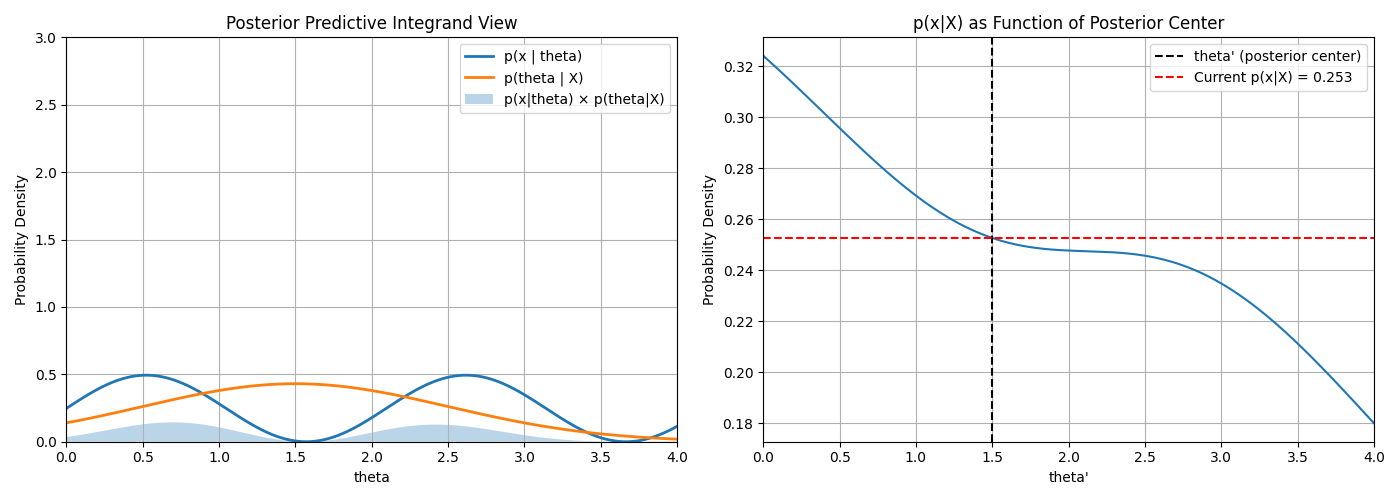 Posterior Predictive Integrand View
Probability Density
3.0
2.5
2.0
1.5
1.0
0.5
0.0
p(x | theta)
p(theta | X)
p(x|theta) × p(theta|X)
0.0 0.5 1.0 1.5 2.0 2.5 3.0 3.5 4.0
theta
p(x|X) as Function of Posterior Center
Probability Density
0.32
0.30
0.28
0.26
0.24
0.22
0.20
0.18
theta' (posterior center)
Current p(x|X) = 0.253
0.0 0.5 1.0 1.5 2.0 2.5 3.0 3.5 4.0
theta'